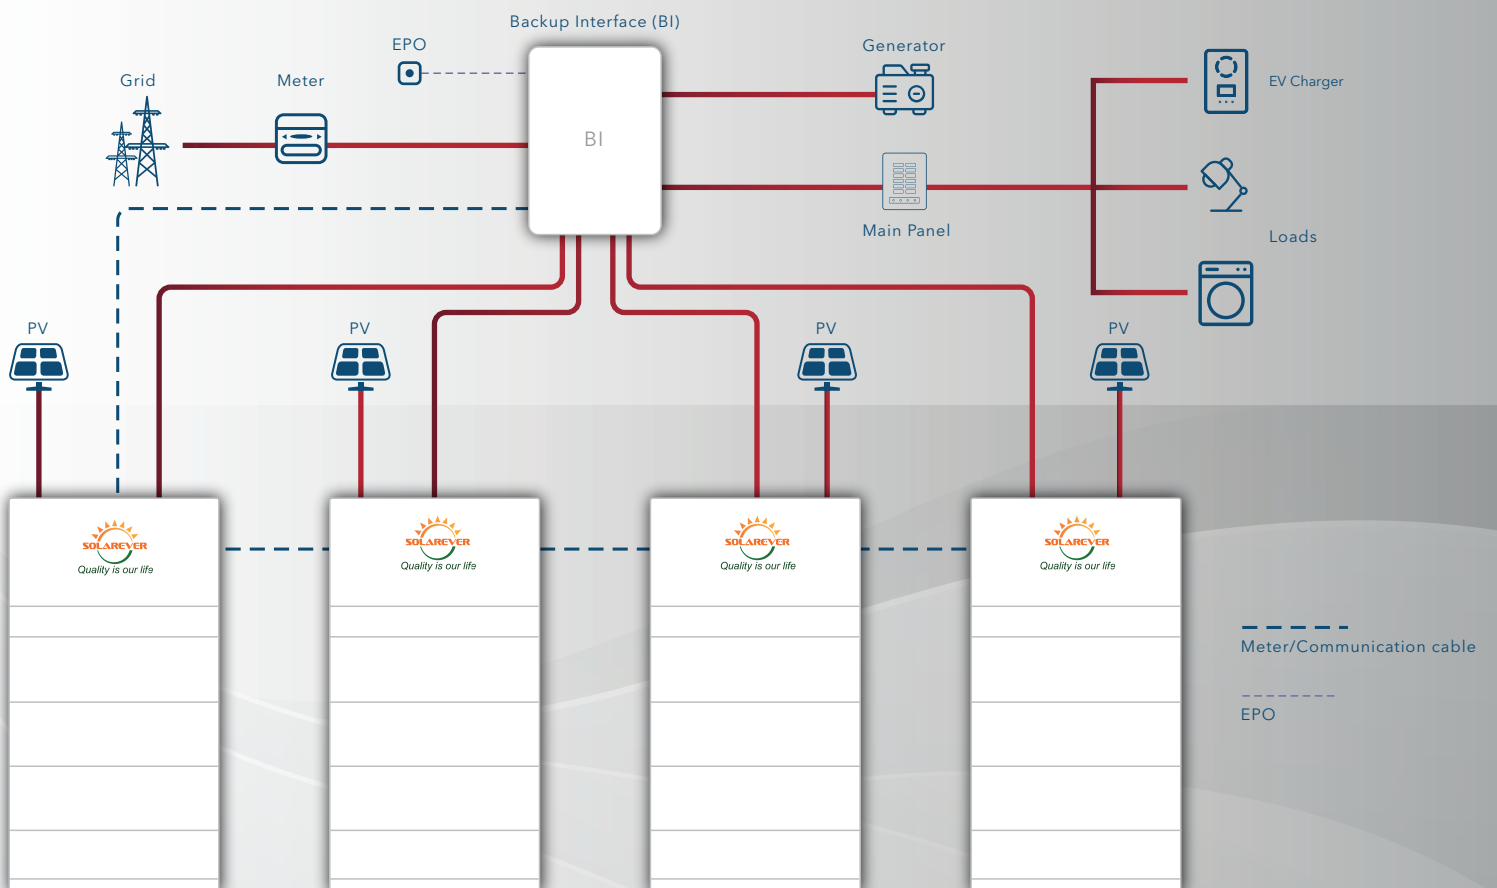 Backup Interface (BI)
EPO
Generator
Grid
Meter
EV Charger
BI
Main Panel
Loads
PV
PV
PV
PV
SOLAREVER
Quality is our life
SOLAREVER
Quality is our life
SOLAREVER
Quality is our life
SOLAREVER
Quality is our life
Meter/Communication cable
EPO